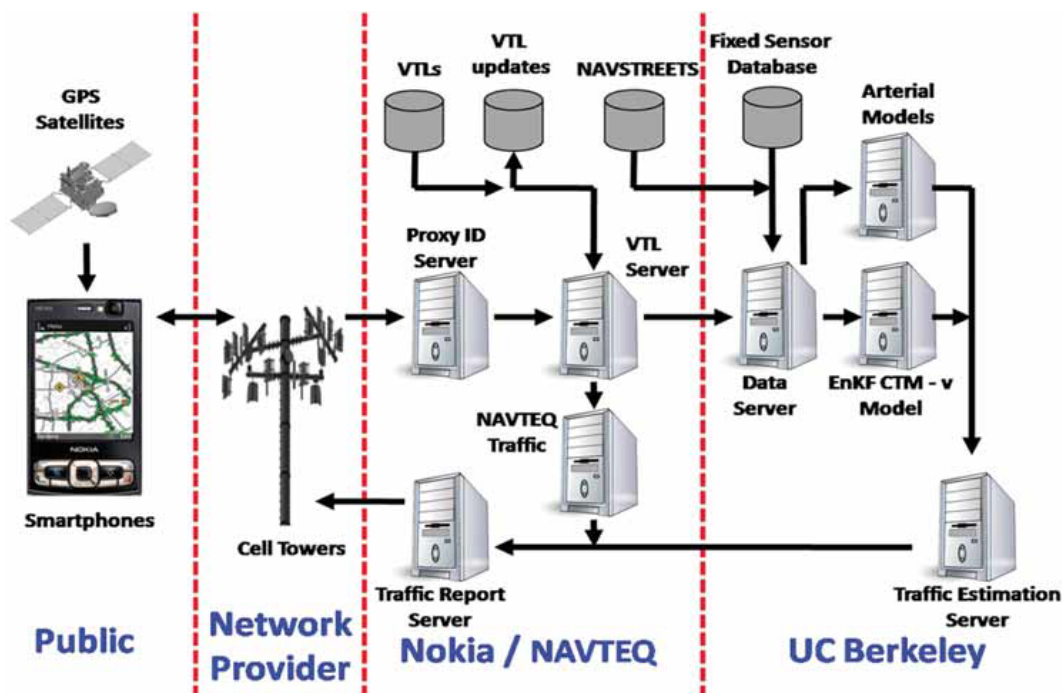 GPS
Satellites
NOKIA
Smartphones
Public
Cell Towers
Network
Provider
VTLs
VTL
updates
NAVSTREETS
Proxy ID
Server
VTL
Server
NAVTEQ
Traffic
Traffic Report
Server
Nokia / NAVTEQ
Fixed Sensor
Database
Arterial
Models
Data
Server
EnKF CTM - v
Model
Traffic Estimation
Server
UC Berkeley